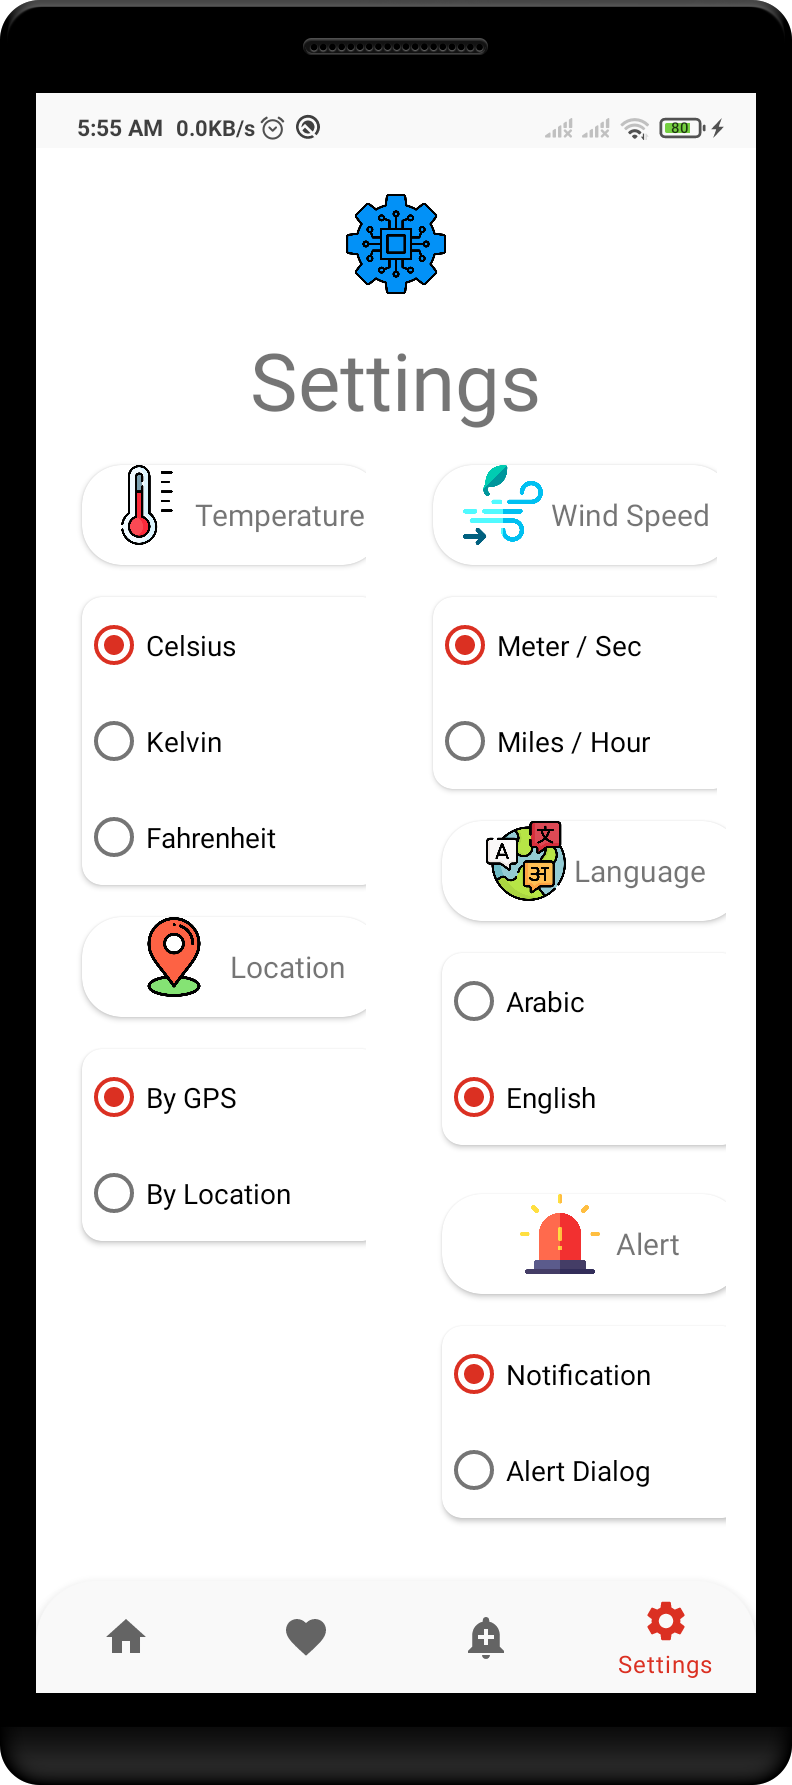 5:55 AM 0.0KB/s
80
Settings
Temperature
Celsius
Kelvin
Fahrenheit
Location
By GPS
By Location
Wind Speed
Meter / Sec
Miles / Hour
A 文
Language
Arabic
English
Alert
Notification
Alert Dialog
Settings